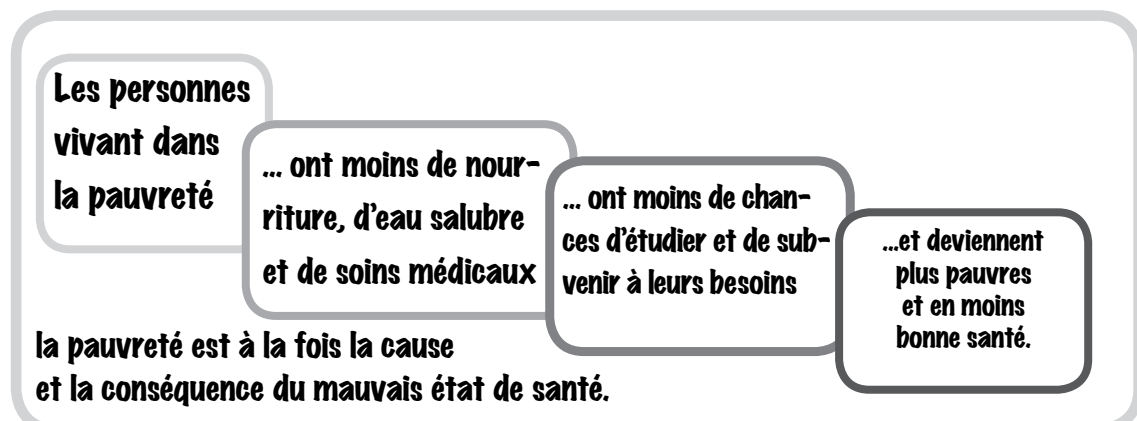 Les personnes
vivant dans
la pauvreté
... ont moins de nour-
riture, d'eau salubre
et de soins médicaux
... ont moins de chan-
ces d'étudier et de sub-
venir à leurs besoins
...et deviennent
plus pauvres
et en moins
bonne santé.
la pauvreté est à la fois la cause
et la conséquence du mauvais état de santé.